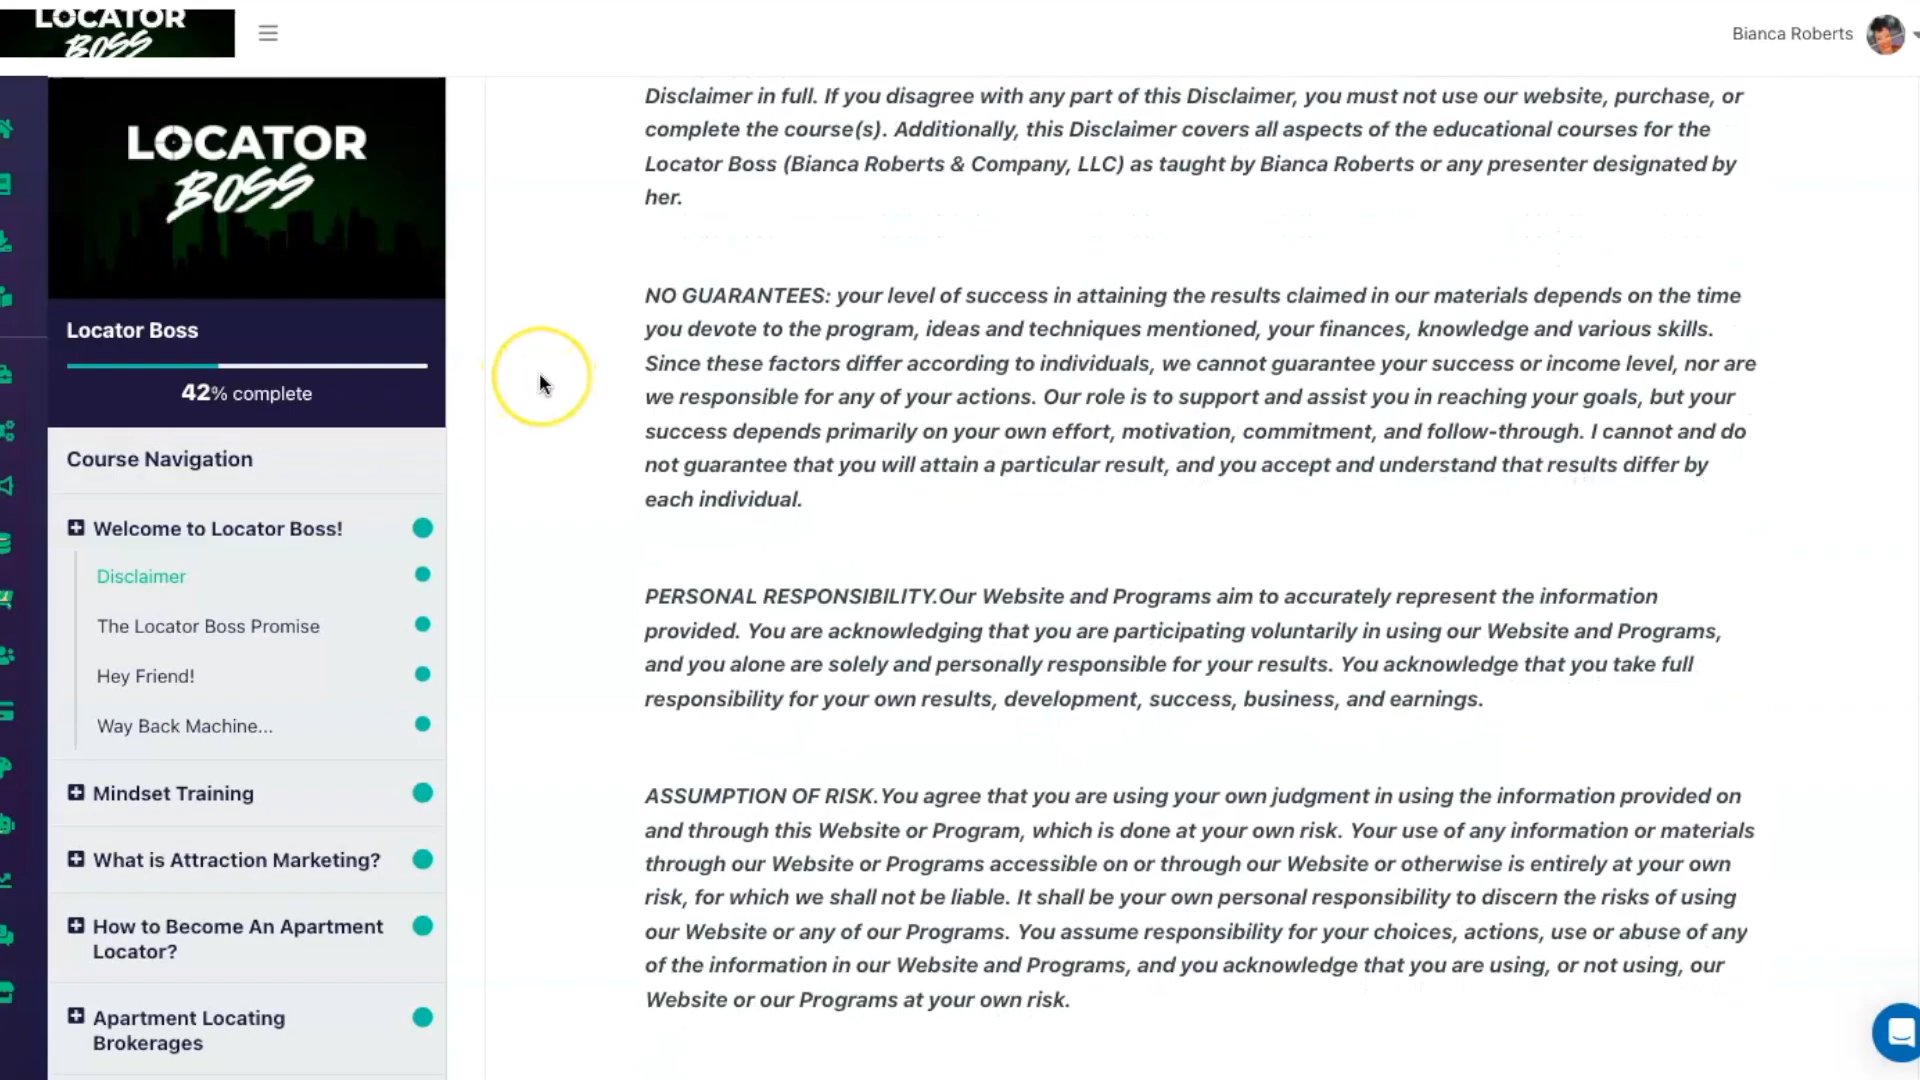 LOCATOR
BOSS
Bianca Roberts
LOCATOR
BOSS
Locator Boss
42% complete
Course Navigation
Welcome to Locator Boss!
Disclaimer
The Locator Boss Promise
Hey Friend!
Way Back Machine...
Mindset Training
What is Attraction Marketing?
How to Become An Apartment
Locator?
Apartment Locating
Brokerages
Disclaimer in full. If you disagree with any part of this Disclaimer, you must not use our website, purchase, or
complete the course(s). Additionally, this Disclaimer covers all aspects of the educational courses for the
Locator Boss (Bianca Roberts & Company, LLC) as taught by Bianca Roberts or any presenter designated by
her.
NO GUARANTEES: your level of success in attaining the results claimed in our materials depends on the time
you devote to the program, ideas and techniques mentioned, your finances, knowledge and various skills.
Since these factors differ according to individuals, we cannot guarantee your success or income level, nor are
we responsible for any of your actions. Our role is to support and assist you in reaching your goals, but your
success depends primarily on your own effort, motivation, commitment, and follow-through. I cannot and do
not guarantee that you will attain a particular result, and you accept and understand that results differ by
each individual.
PERSONAL RESPONSIBILITY.Our Website and Programs aim to accurately represent the information
provided. You are acknowledging that you are participating voluntarily in using our Website and Programs,
and you alone are solely and personally responsible for your results. You acknowledge that you take full
responsibility for your own results, development, success, business, and earnings.
ASSUMPTION OF RISK.You agree that you are using your own judgment in using the information provided on
and through this Website or Program, which is done at your own risk. Your use of any information or materials
through our Website or Programs accessible on or through our Website or otherwise is entirely at your own
risk, for which we shall not be liable. It shall be your own personal responsibility to discern the risks of using
our Website or any of our Programs. You assume responsibility for your choices, actions, use or abuse of any
of the information in our Website and Programs, and you acknowledge that you are using, or not using, our
Website or our Programs at your own risk.